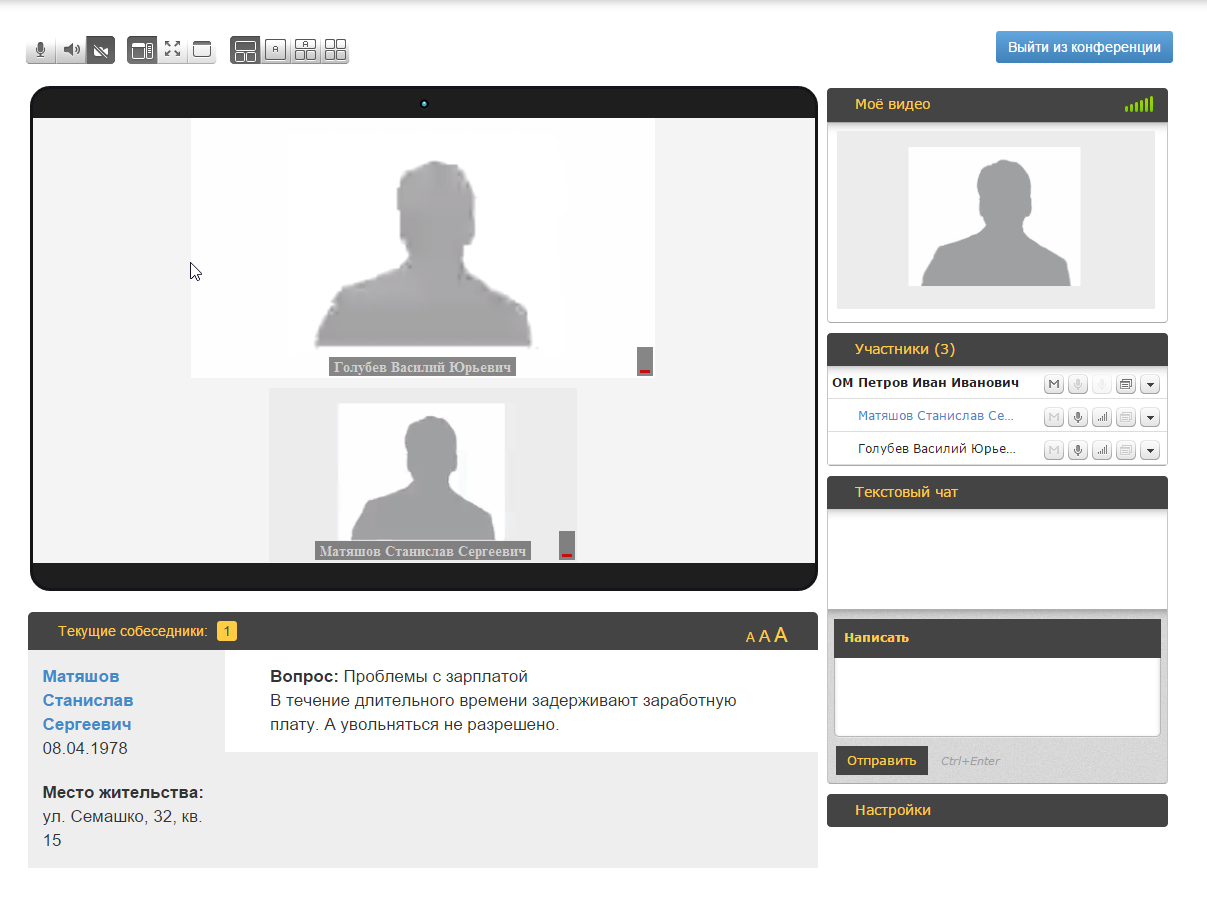 Выйти из конференции
A
A
Голубев Василий Юрьевич
Матяшов Станислав Сергеевич
Моё видео
Участники (3)
ОМ Петров Иван Иванович M
Матяшов Станислав Се... M
Голубев Василий Юрье... M
Текстовый чат
Написать
Отправить Ctrl+Enter
Настройки
Текущие собеседники: 1
A A A
Матяшов
Станислав
Сергеевич
08.04.1978
Место жительства:
ул. Семашко, 32, кв.
15
Вопрос: Проблемы с зарплатой
В течение длительного времени задерживают заработную
плату. А увольняться не разрешено.